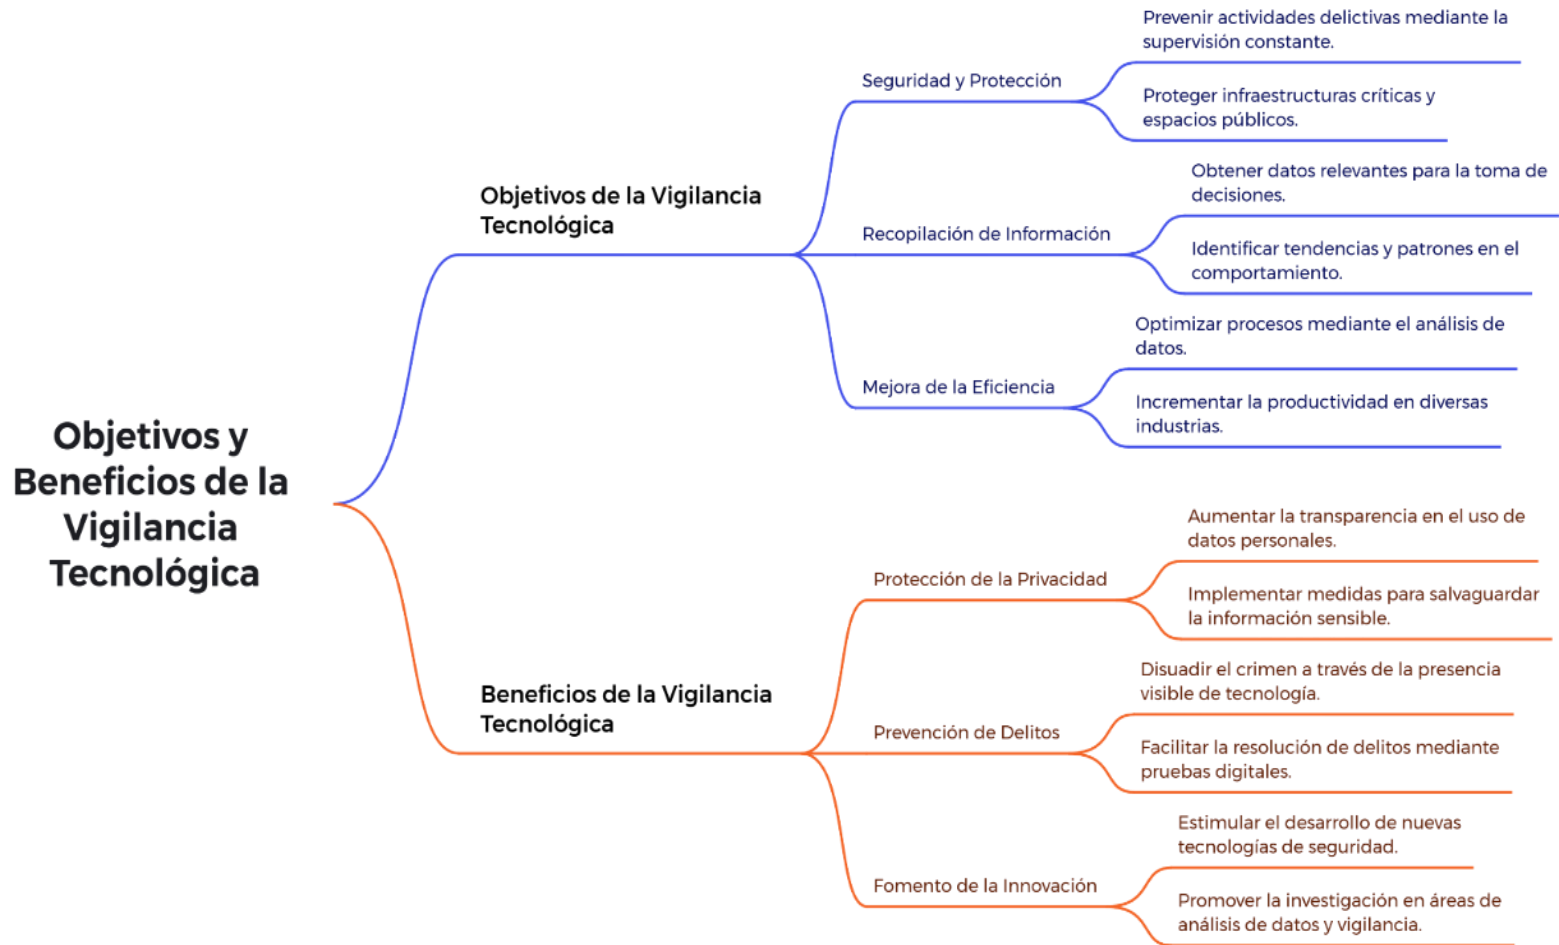 Objetivos y
Beneficios de la
Vigilancia
Tecnológica
Objetivos de la Vigilancia
Tecnológica
Seguridad y Protección
Prevenir actividades delictivas mediante la
supervisión constante.
Proteger infraestructuras críticas y
espacios públicos.
Recopilación de Información
Obtener datos relevantes para la toma de
decisiones.
Identificar tendencias y patrones en el
comportamiento.
Mejora de la Eficiencia
Optimizar procesos mediante el análisis de
datos.
Incrementar la productividad en diversas
industrias.
Beneficios de la Vigilancia
Tecnológica
Protección de la Privacidad
Aumentar la transparencia en el uso de
datos personales.
Implementar medidas para salvaguardar
la información sensible.
Prevención de Delitos
Disuadir el crimen a través de la presencia
visible de tecnología.
Facilitar la resolución de delitos mediante
pruebas digitales.
Fomento de la Innovación
Estimular el desarrollo de nuevas
tecnologías de seguridad.
Promover la investigación en áreas de
análisis de datos y vigilancia.